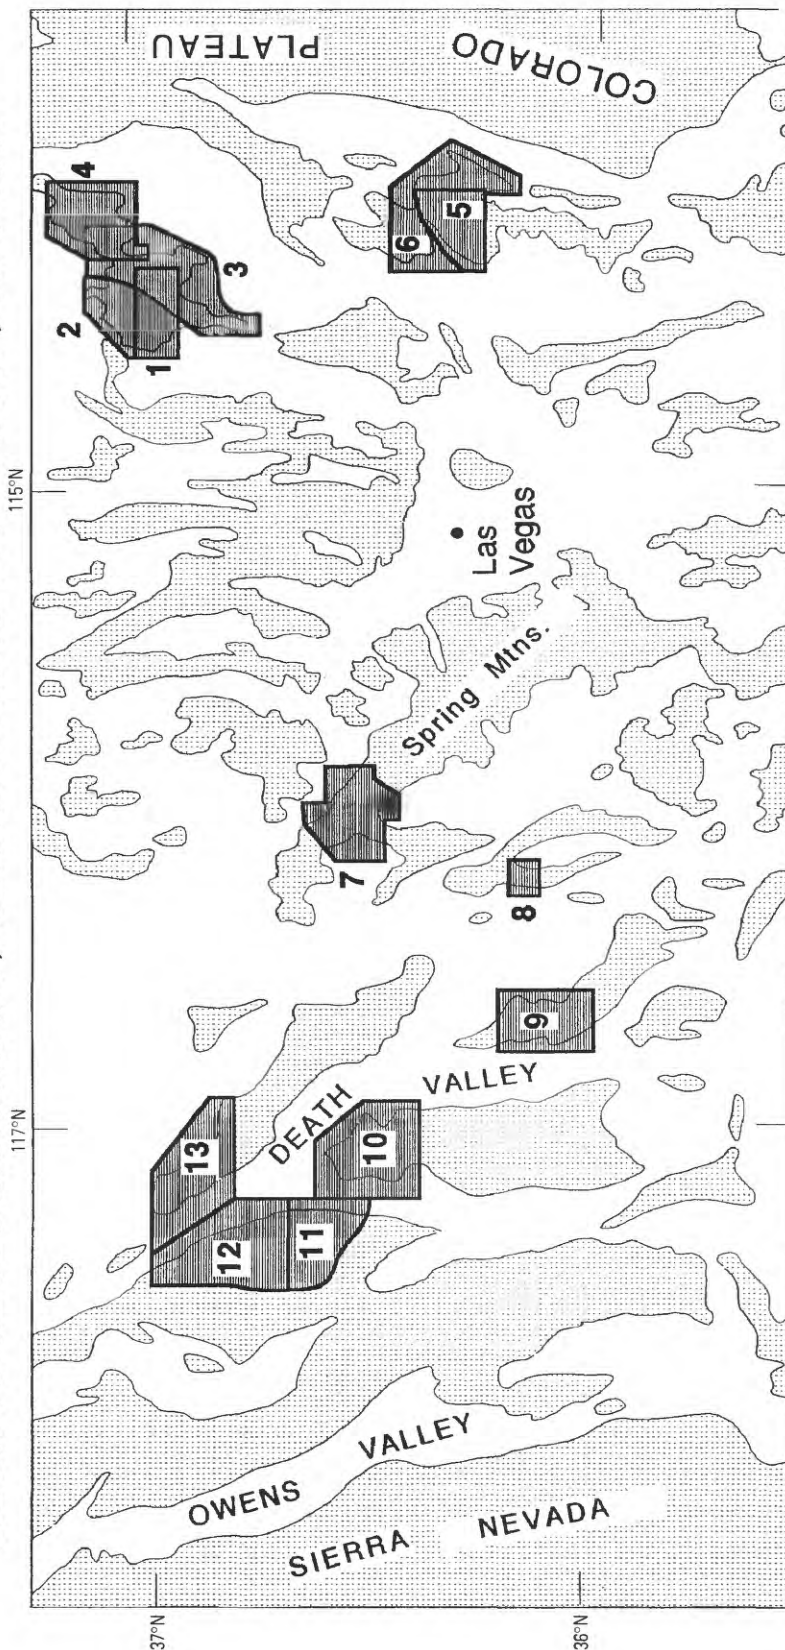 PLATEAU
COLORADO
4
2
3
1
6
5
115°N
Las
Vegas
Spring Mtns.
7
8
9
117°N
DEATH
VALLEY
13
10
12
11
OWENS
VALLEY
SIERRA
NEVADA
37°N
36°N